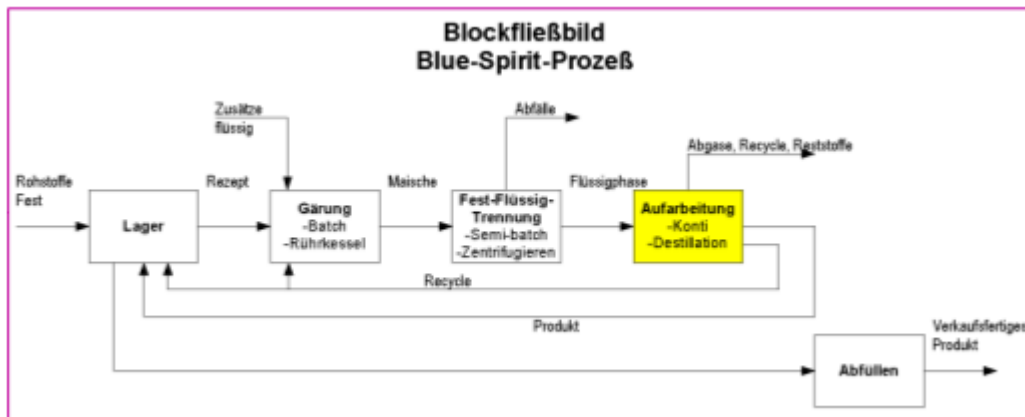 Blockfließbild
Blue-Spirit-Prozeß
Zusätze
flüssig
Abfälle
Abgase, Recycle, Reststoffe
Rohstoffe
Fest
Rezept
Maische
Flüssigphase
Lager
Gärung
-Batch
-Rührkessel
Fest-Flüssig-
Trennung
-Semi-batch
-Zentrifugieren
Aufarbeitung
-Konti
-Destillation
Recycle
Produkt
Verkaufsfertiges
Produkt
Abfüllen